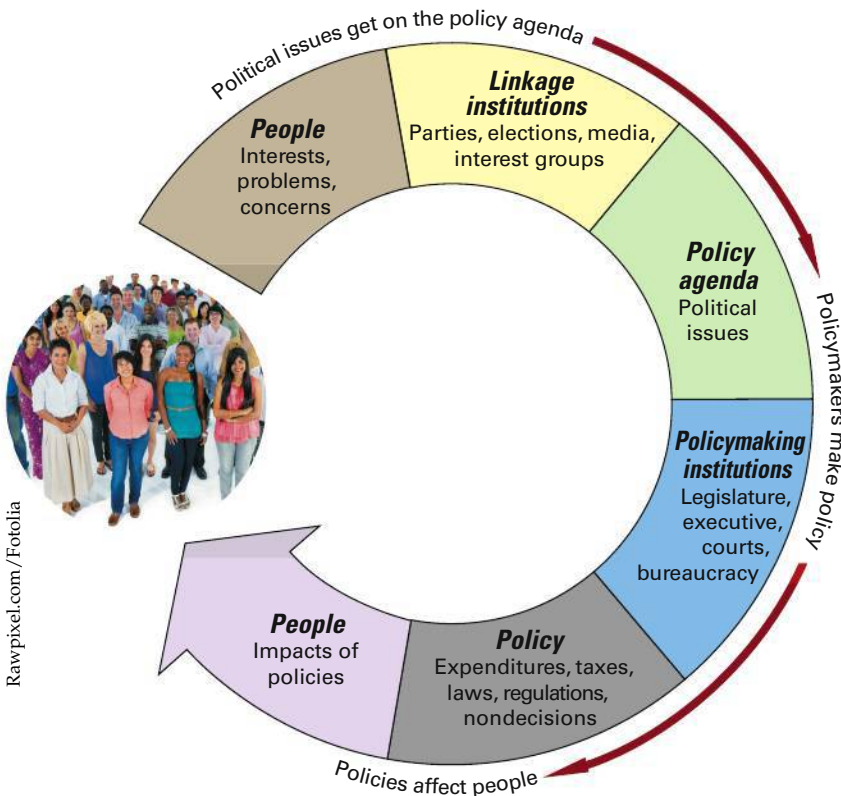 Political issues get on the policy agenda
People
Interests,
problems,
concerns
Linkage
institutions
Parties, elections, media,
interest groups
Policy
agenda
Political
issues
Policymakers make policy
Policymaking
institutions
Legislature,
executive,
courts,
bureaucracy
Policy
Expenditures, taxes,
laws, regulations,
nondecisions
Policies affect people
People
Impacts of
policies
Rawpixel.com/Fotolia